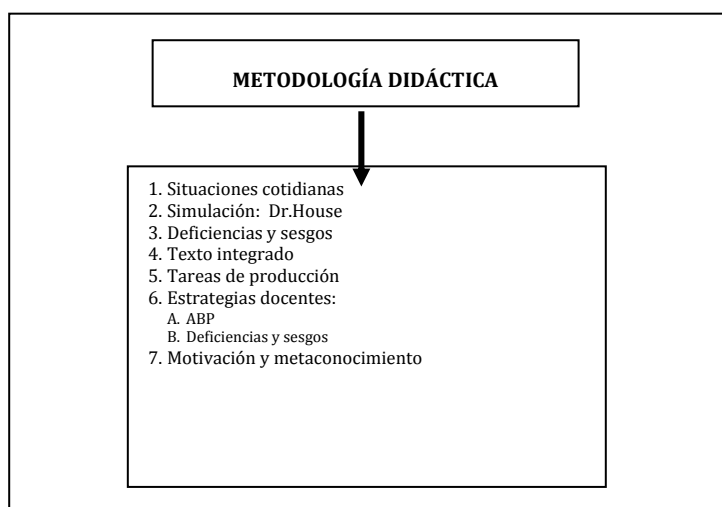 METODOLOGÍA DIDÁCTICA
1. Situaciones cotidianas
2. Simulación: Dr.House
3. Deficiencias y sesgos
4. Texto integrado
5. Tareas de producción
6. Estrategias docentes:
A. ABP
B. Deficiencias y sesgos
7. Motivación y metaconocimiento